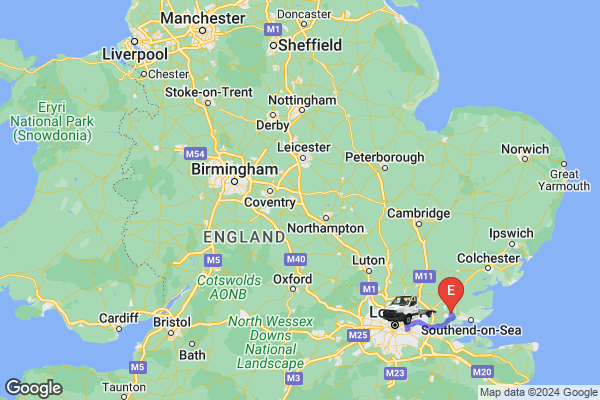 Doncaster
Manchester
M1
Liverpool
Sheffield
Chester
Stoke-on-Trent
Eryri
National Park
(Snowdonia)
Nottingham
Derby
Leicester
M54
Peterborough
Norwich
Birmingham
Great
Yarmouth
Coventry
Cambridge
Northampton
ENGLAND
Ipswich
M5
M40
Luton
Colchester
M11
Cotswolds
AONB
Oxford
M1
E
Lo
Cardiff
Bristol
North Wessex
Downs
National
Landscape
M25
Southend-on-Sea
Bath
M5
M3
M23
M20
Taunton
Google
Google
Map data ©2024 Google